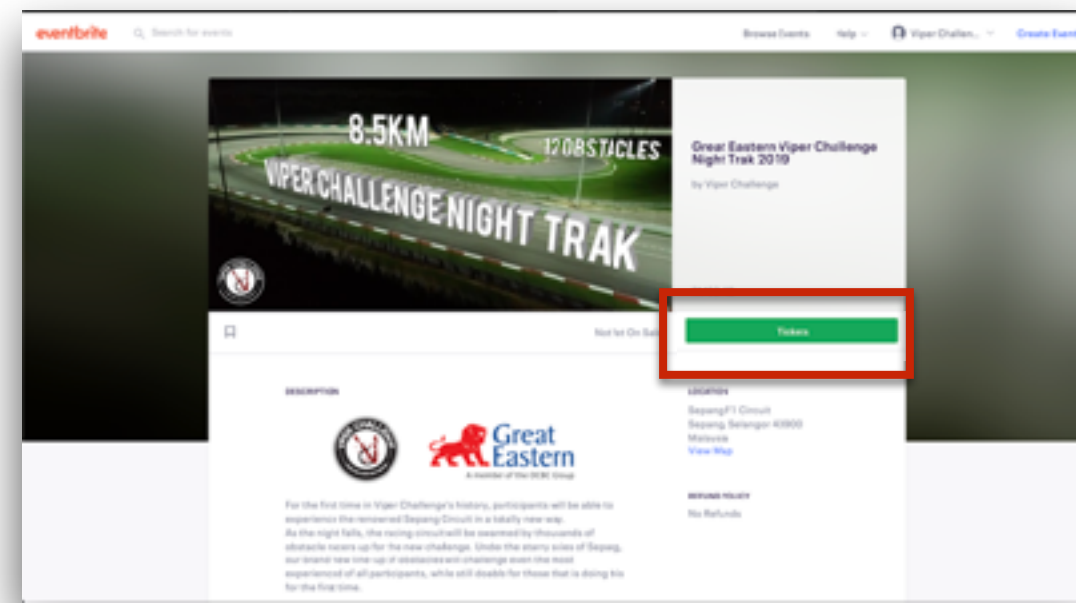 eventbrite
Search for events
Browse Events
Help
Viper Challen...
Create Event
8.5KM
12 OBSTACLES
VIPER CHALLENGE NIGHT TRAK
Great Eastern Viper Challenge
Night Trak 2019
by Viper Challenge
Not Yet On Sale
Tickets
DESCRIPTION
VIPER CHALLENGE
Great
Eastern
A member of the OCBC Group
LOCATION
Sepang F1 Circuit
Sepang, Selangor 43900
Malaysia
View Map
REFUND POLICY
No Refunds
For the first time in Viper Challenge's history, participants will be able to
experience the renowned Sepang Circuit in a totally new way.
As the night falls, the racing circuit will be swarmed by thousands of
obstacle racers up for the new challenge. Under the starry skies of Sepag,
our brand new line-up of obstacles will challenge even the most
experienced of all participants, while still doable for those that is doing his
for the first time.